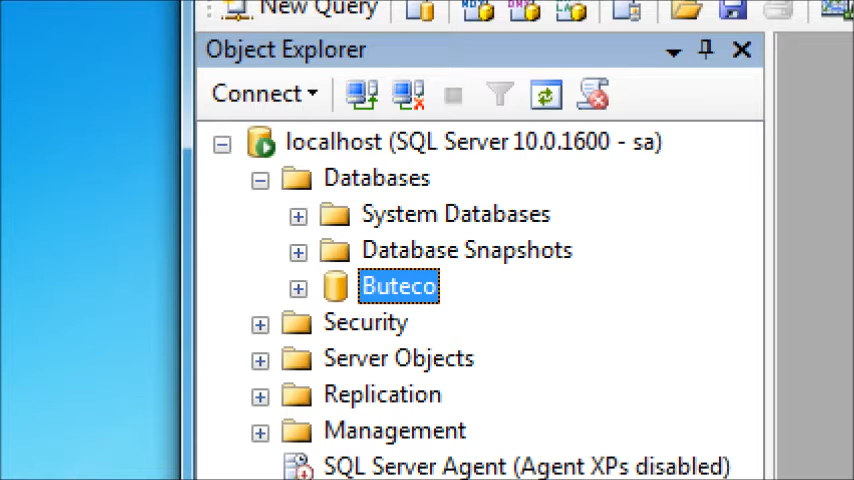 New Query
Object Explorer
Connect
localhost (SQL Server 10.0.1600 - sa)
Databases
System Databases
Database Snapshots
Buteco
Security
Server Objects
Replication
Management
SQL Server Agent (Agent XPs disabled)